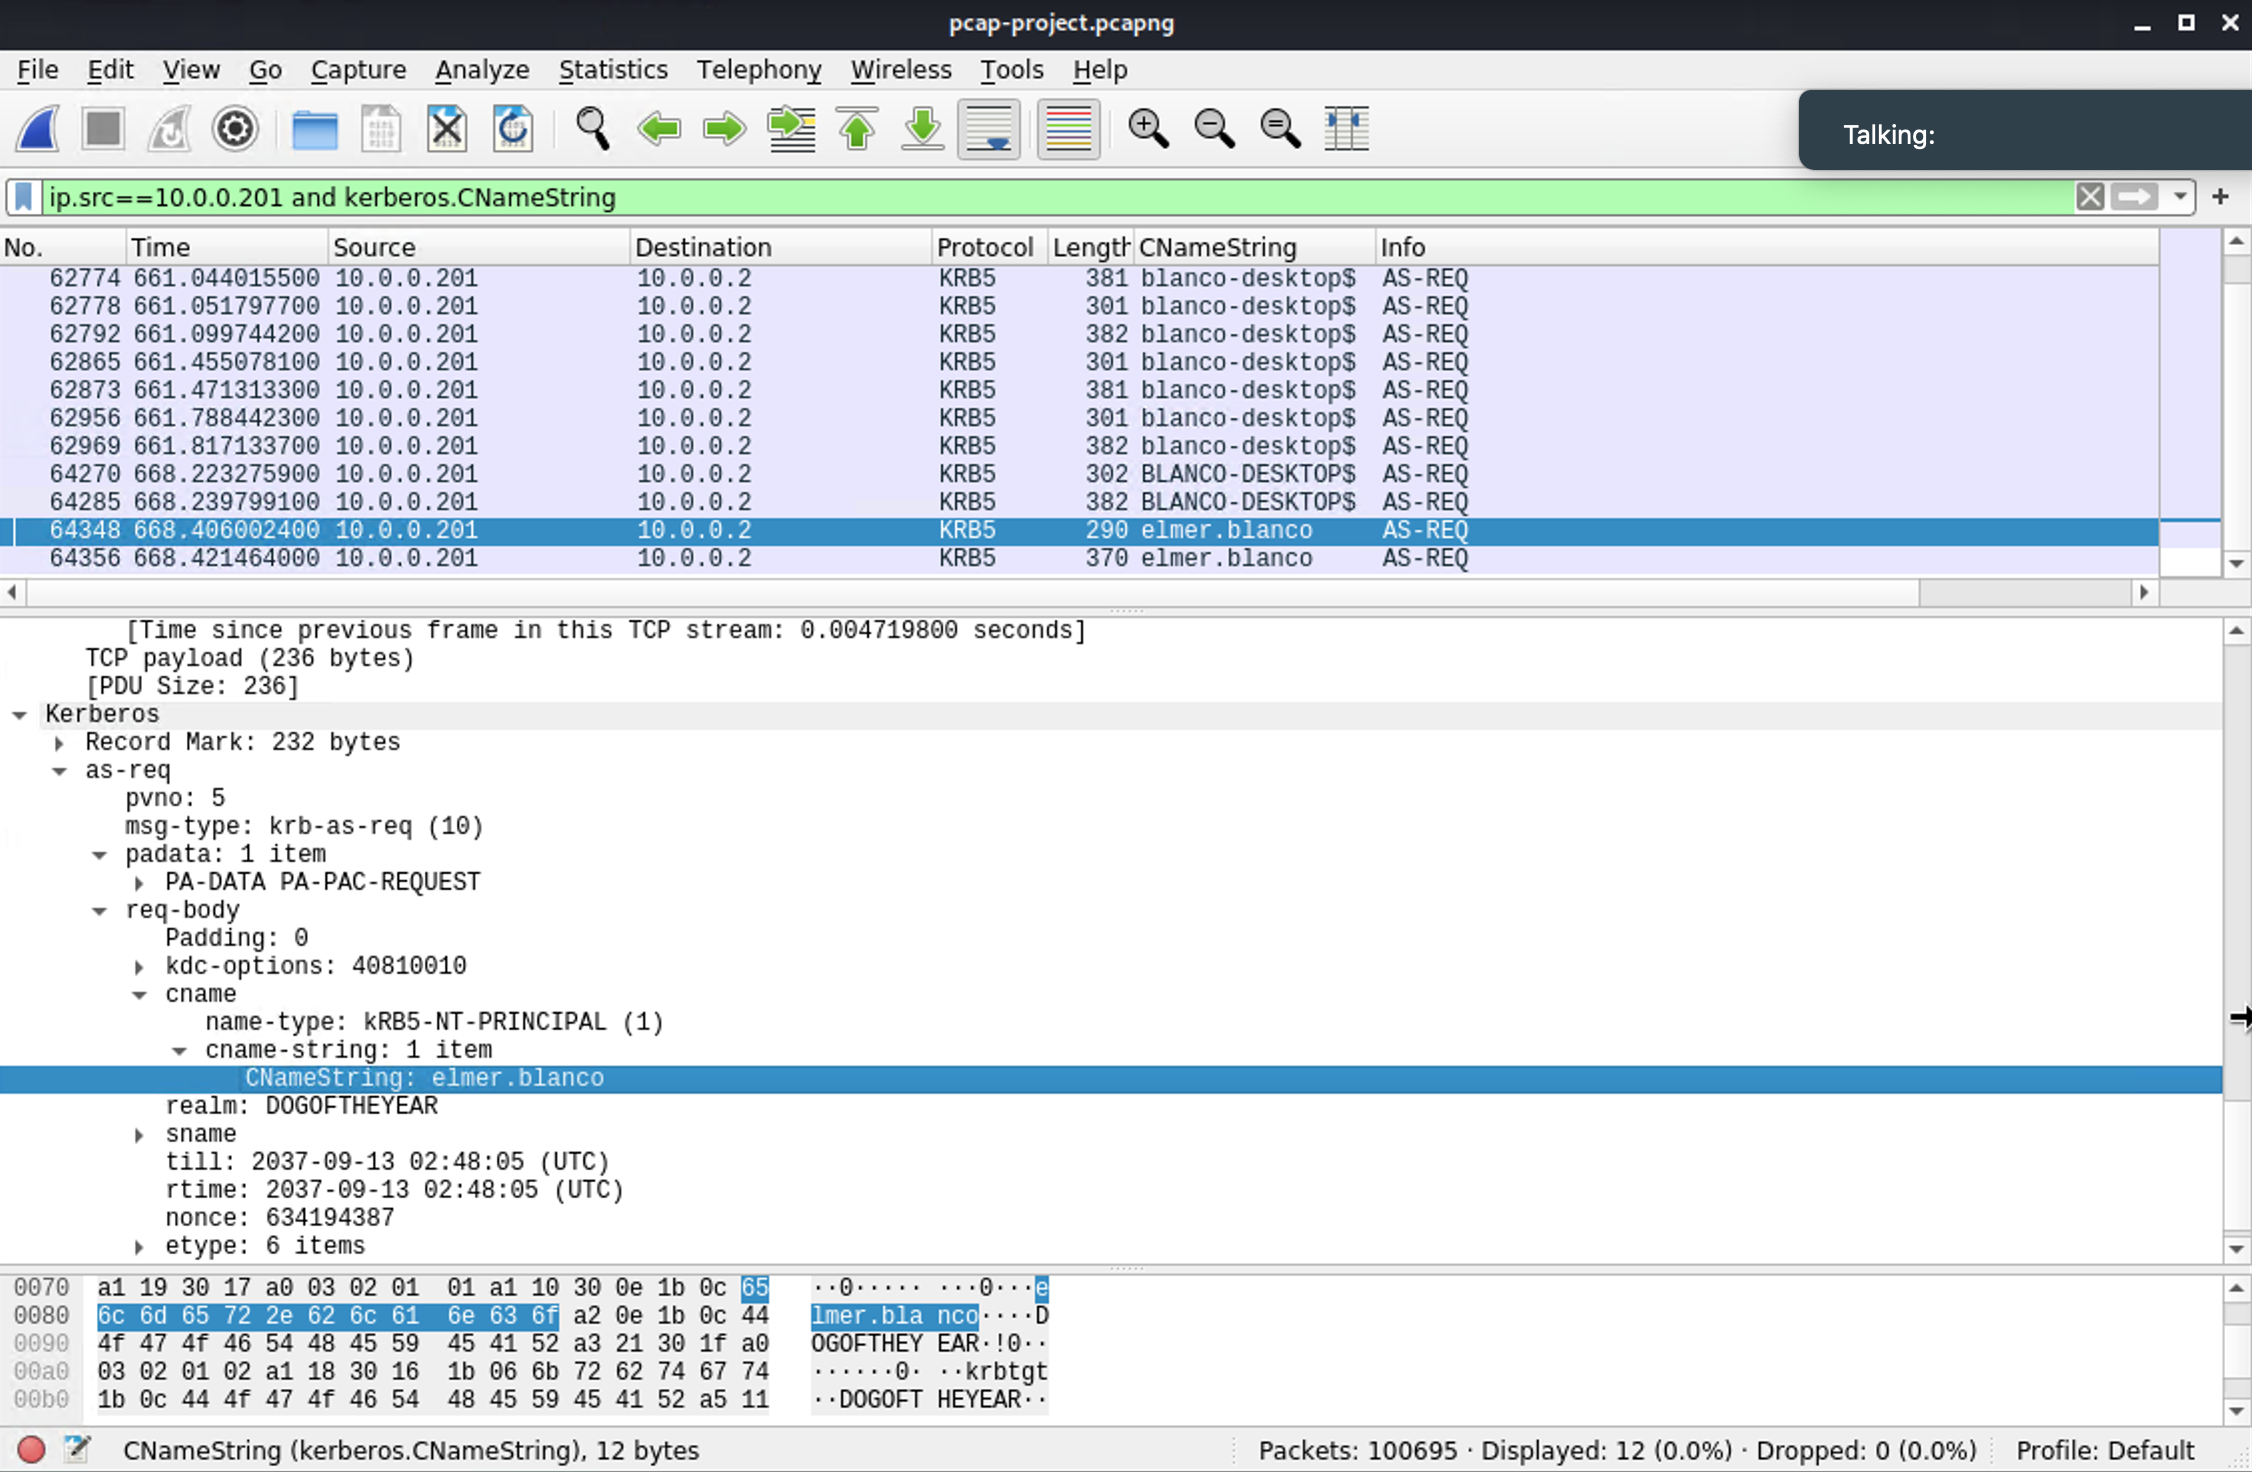 pcap-project.pcapng
File Edit View Go Capture Analyze Statistics Telephony Wireless Tools Help
Talking:
ip.src==10.0.0.201 and kerberos.CNameString
No. Time Source Destination Protocol Length CNameString Info
62774 661.044015500 10.0.0.201 10.0.0.2 KRB5 381 blanco-desktop$ AS-REQ
62778 661.051797700 10.0.0.201 10.0.0.2 KRB5 301 blanco-desktop$ AS-REQ
62792 661.099744200 10.0.0.201 10.0.0.2 KRB5 382 blanco-desktop$ AS-REQ
62865 661.455078100 10.0.0.201 10.0.0.2 KRB5 301 blanco-desktop$ AS-REQ
62873 661.471313300 10.0.0.201 10.0.0.2 KRB5 381 blanco-desktop$ AS-REQ
62956 661.788442300 10.0.0.201 10.0.0.2 KRB5 301 blanco-desktop$ AS-REQ
62969 661.817133700 10.0.0.201 10.0.0.2 KRB5 382 blanco-desktop$ AS-REQ
64270 668.223275900 10.0.0.201 10.0.0.2 KRB5 302 BLANCO-DESKTOP$ AS-REQ
64285 668.239799100 10.0.0.201 10.0.0.2 KRB5 382 BLANCO-DESKTOP$ AS-REQ
64348 668.406002400 10.0.0.201 10.0.0.2 KRB5 290 elmer.blanco AS-REQ
64356 668.421464000 10.0.0.201 10.0.0.2 KRB5 370 elmer.blanco AS-REQ
[Time since previous frame in this TCP stream: 0.004719800 seconds]
TCP payload (236 bytes)
[PDU Size: 236]
Kerberos
Record Mark: 232 bytes
as-req
pvno: 5
msg-type: krb-as-req (10)
padata: 1 item
PA-DATA PA-PAC-REQUEST
req-body
Padding: 0
kdc-options: 40810010
cname
name-type: kRB5-NT-PRINCIPAL (1)
cname-string: 1 item
CNameString: elmer.blanco
realm: DOGOFTHEYEAR
sname
till: 2037-09-13 02:48:05 (UTC)
rtime: 2037-09-13 02:48:05 (UTC)
nonce: 634194387
etype: 6 items
0070 a1 19 30 17 a0 03 02 01 01 a1 10 30 0e 1b 0c 65 ··0····· ···0···e
0080 6c 6d 65 72 2e 62 6c 61 6e 63 6f a2 0e 1b 0c 44 lmer.bla nco····D
0090 4f 47 4f 46 54 48 45 59 45 41 52 a3 21 30 1f a0 OGOFTHEY EAR·!0··
00a0 03 02 01 02 a1 18 30 16 1b 06 6b 72 62 74 67 74 ······0· ··krbtgt
00b0 1b 0c 44 4f 47 4f 46 54 48 45 59 45 41 52 a5 11 ··DOGOFT HEYEAR··
CNameString (kerberos.CNameString), 12 bytes Packets: 100695 · Displayed: 12 (0.0%) · Dropped: 0 (0.0%) Profile: Default